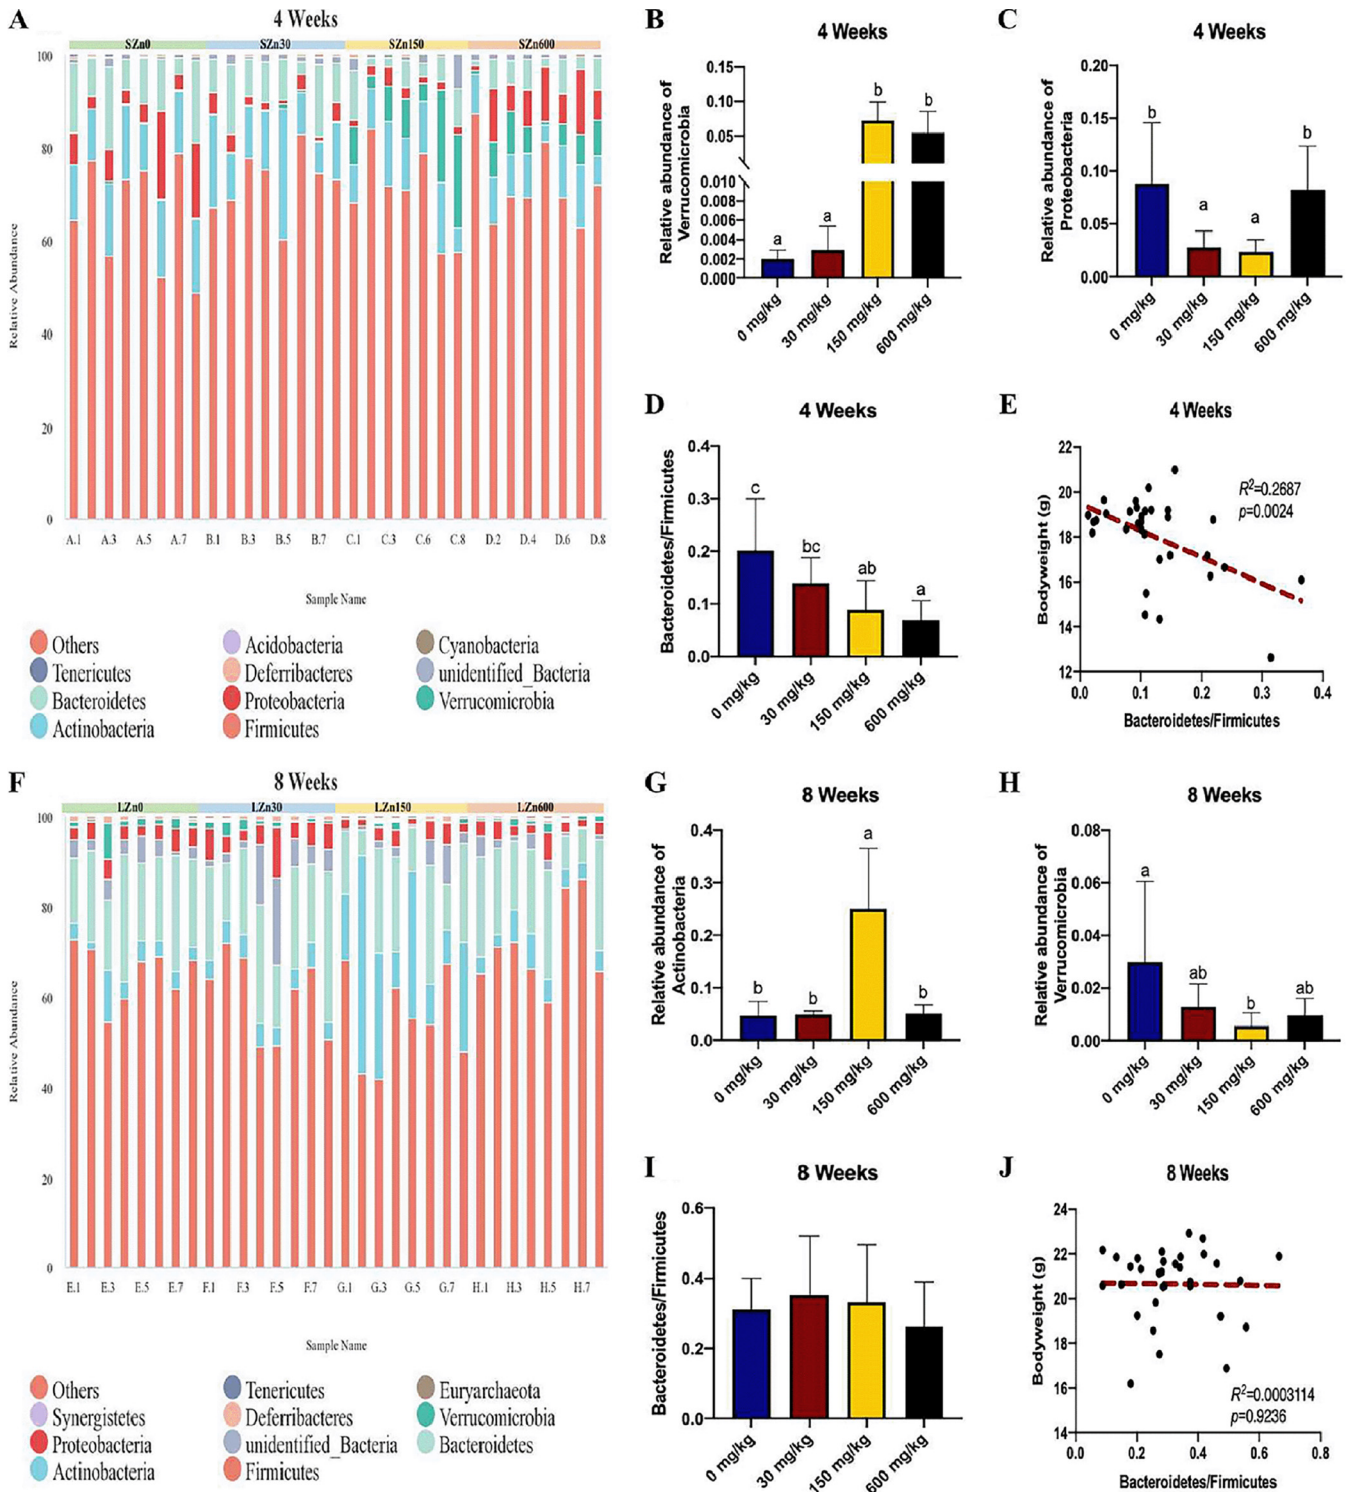 A
4 Weeks
SZn0
SZn30
SZn150
SZn600
100
80
60
40
20
0
Relative Abundance
A.1
A.3
A.5
A.7
B.1
B.3
B.5
B.7
C.1
C.3
C.6
C.8
D.2
D.4
D.6
D.8
Sample Name
Others
Tenericutes
Bacteroidetes
Actinobacteria
Acidobacteria
Deferribacteres
Proteobacteria
Firmicutes
Cyanobacteria
unidentified_Bacteria
Verrucomicrobia
B
4 Weeks
Relative abundance of
Verrucomicrobia
0.15
0.10
0.05
0.010
0.008
0.006
0.004
0.002
0.000
a
a
b
b
0 mg/kg
30 mg/kg
150 mg/kg
600 mg/kg
C
4 Weeks
Relative abundance of
Proteobacteria
0.20
0.15
0.10
0.05
0.00
b
a
a
b
0 mg/kg
30 mg/kg
150 mg/kg
600 mg/kg
D
4 Weeks
Bacteroidetes/Firmicutes
0.4
0.3
0.2
0.1
0.0
c
bc
ab
a
0 mg/kg
30 mg/kg
150 mg/kg
600 mg/kg
E
4 Weeks
Bodyweight (g)
22
20
18
16
14
12
R²=0.2687
p=0.0024
0.0
0.1
0.2
0.3
0.4
Bacteroidetes/Firmicutes
F
8 Weeks
LZn0
LZn30
LZn150
LZn600
100
80
60
40
20
0
Relative Abundance
E.1
E.3
E.5
E.7
F.1
F.3
F.5
F.7
G.1
G.3
G.5
G.7
H.1
H.3
H.5
H.7
Sample Name
Others
Synergistetes
Proteobacteria
Actinobacteria
Tenericutes
Deferribacteres
unidentified_Bacteria
Firmicutes
Euryarchaeota
Verrucomicrobia
Bacteroidetes
G
8 Weeks
Relative abundance of
Actinobacteria
0.4
0.3
0.2
0.1
0.0
b
b
a
b
0 mg/kg
30 mg/kg
150 mg/kg
600 mg/kg
H
8 Weeks
Relative abundance of
Verrucomicrobia
0.08
0.06
0.04
0.02
0.00
a
ab
b
ab
0 mg/kg
30 mg/kg
150 mg/kg
600 mg/kg
I
8 Weeks
Bacteroidetes/Firmicutes
0.6
0.4
0.2
0.0
0 mg/kg
30 mg/kg
150 mg/kg
600 mg/kg
J
8 Weeks
Bodyweight (g)
24
22
20
18
16
14
R²=0.0003114
p=0.9236
0.0
0.2
0.4
0.6
0.8
Bacteroidetes/Firmicutes